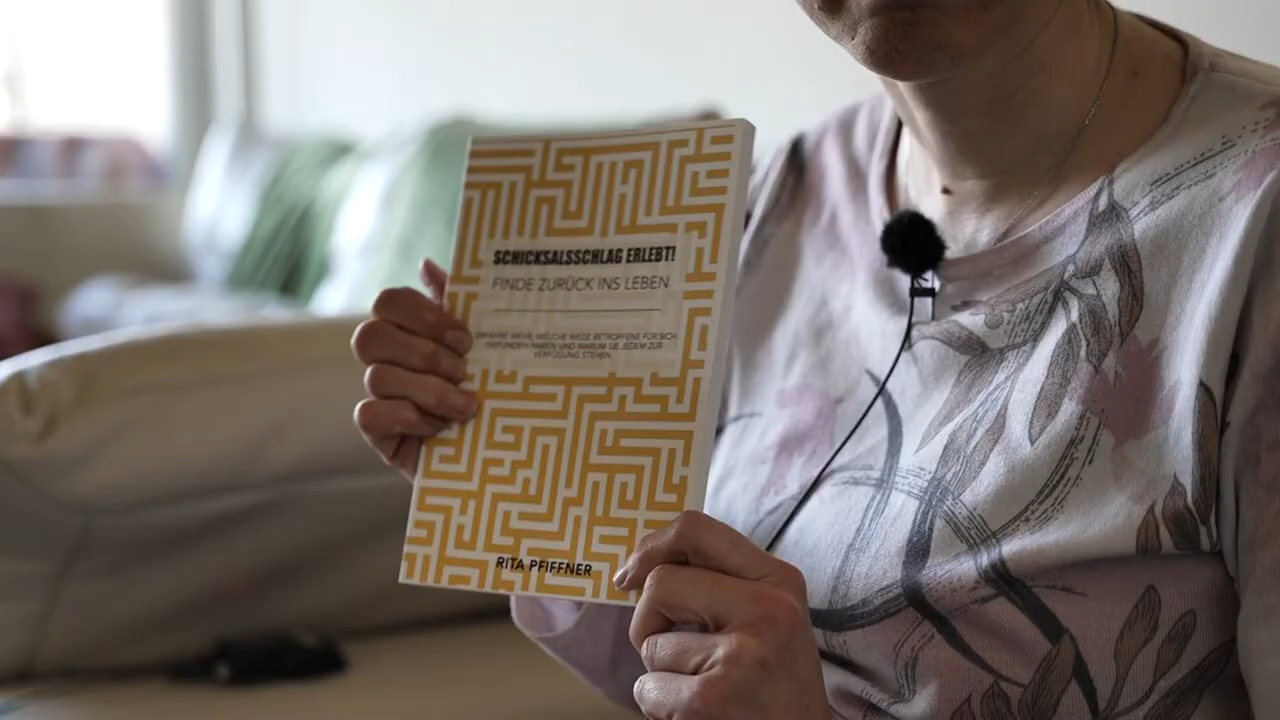 SCHICKSALSSCHLAG ERLEBT!
FINDE ZURÜCK INS LEBEN
ERFAHRE MEHR, WELCHE WEGE BETROFFENE FÜR SICH
GEFUNDEN HABEN UND WARUM SIE JEDEM ZUR
VERFÜGUNG STEHEN.
RITA PFIFFNER